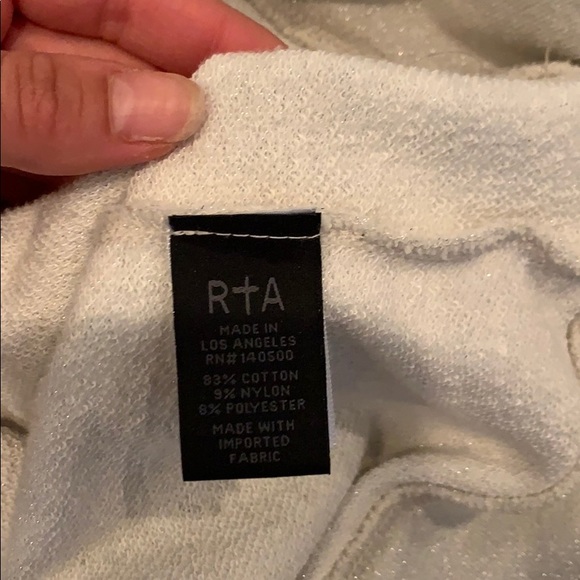 R†A
MADE IN
LOS ANGELES
RN# 140500
83% COTTON
9% NYLON
8% POLYESTER
MADE WITH
IMPORTED
FABRIC